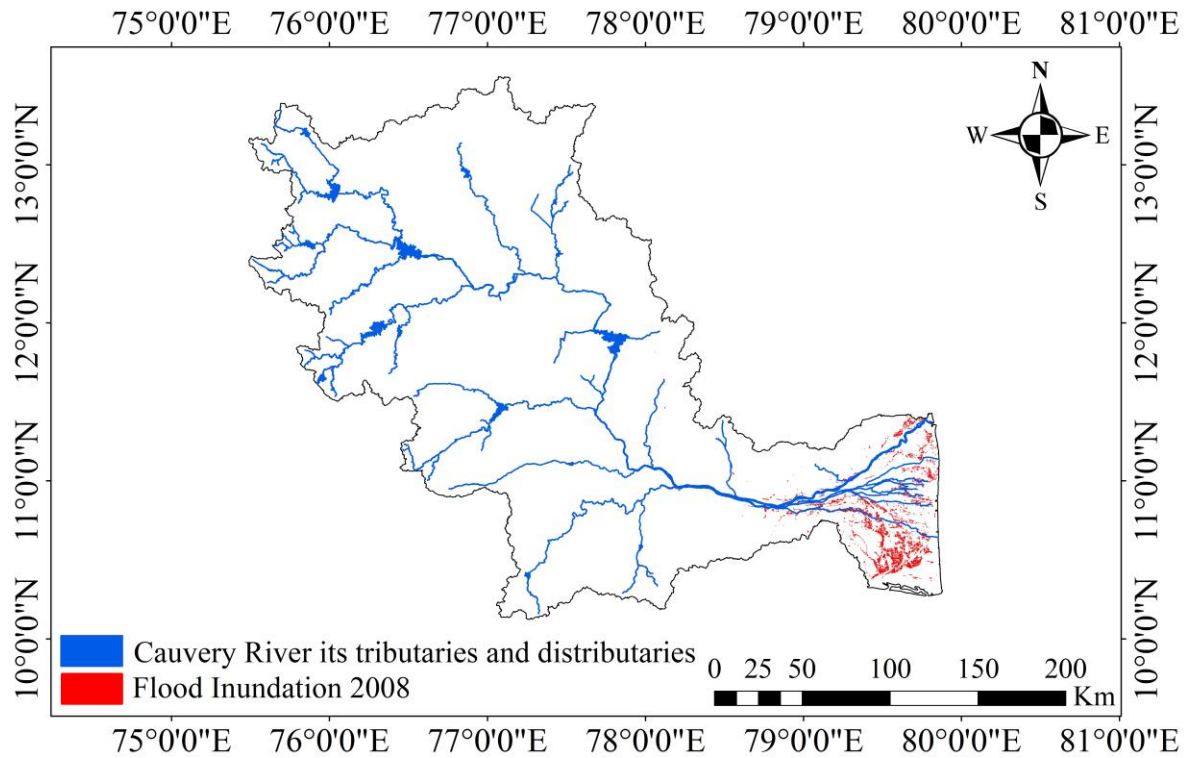 75°0'0"E 76°0'0"E 77°0'0"E 78°0'0"E 79°0'0"E 80°0'0"E 81°0'0"E
N
W E
S
13°0'0"N 13°0'0"N
12°0'0"N 12°0'0"N
11°0'0"N 11°0'0"N
10°0'0"N 10°0'0"N
Cauvery River its tributaries and distributaries
Flood Inundation 2008
0 25 50 100 150 200
Km
75°0'0"E 76°0'0"E 77°0'0"E 78°0'0"E 79°0'0"E 80°0'0"E 81°0'0"E